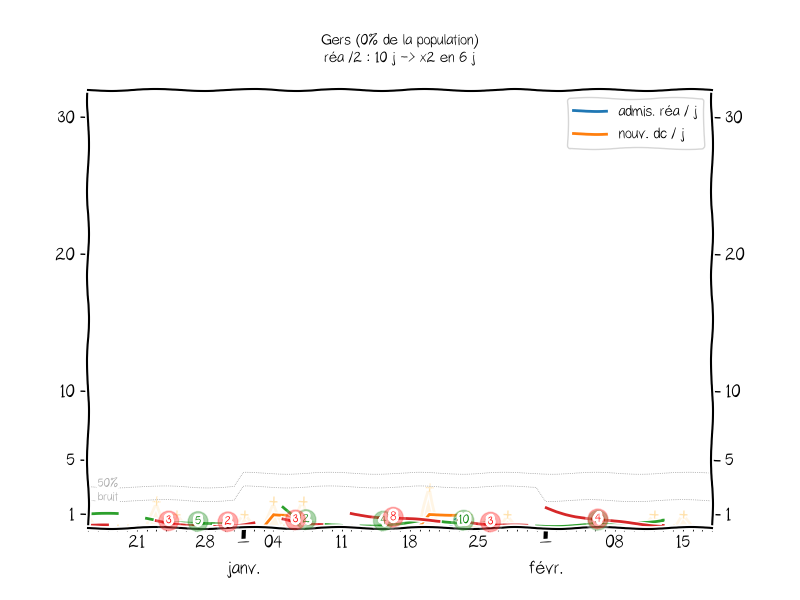 Gers (0% de la population)
réa /2 : 10 j -> x2 en 6 j
admis. réa / j
nouv. dc / j
30 30
20 20
10 10
5 5
50%
bruit
1 1
3 5 2 3 2 4 8 10 3 4
21 28 04 11 18 25 08 15
janv. févr.